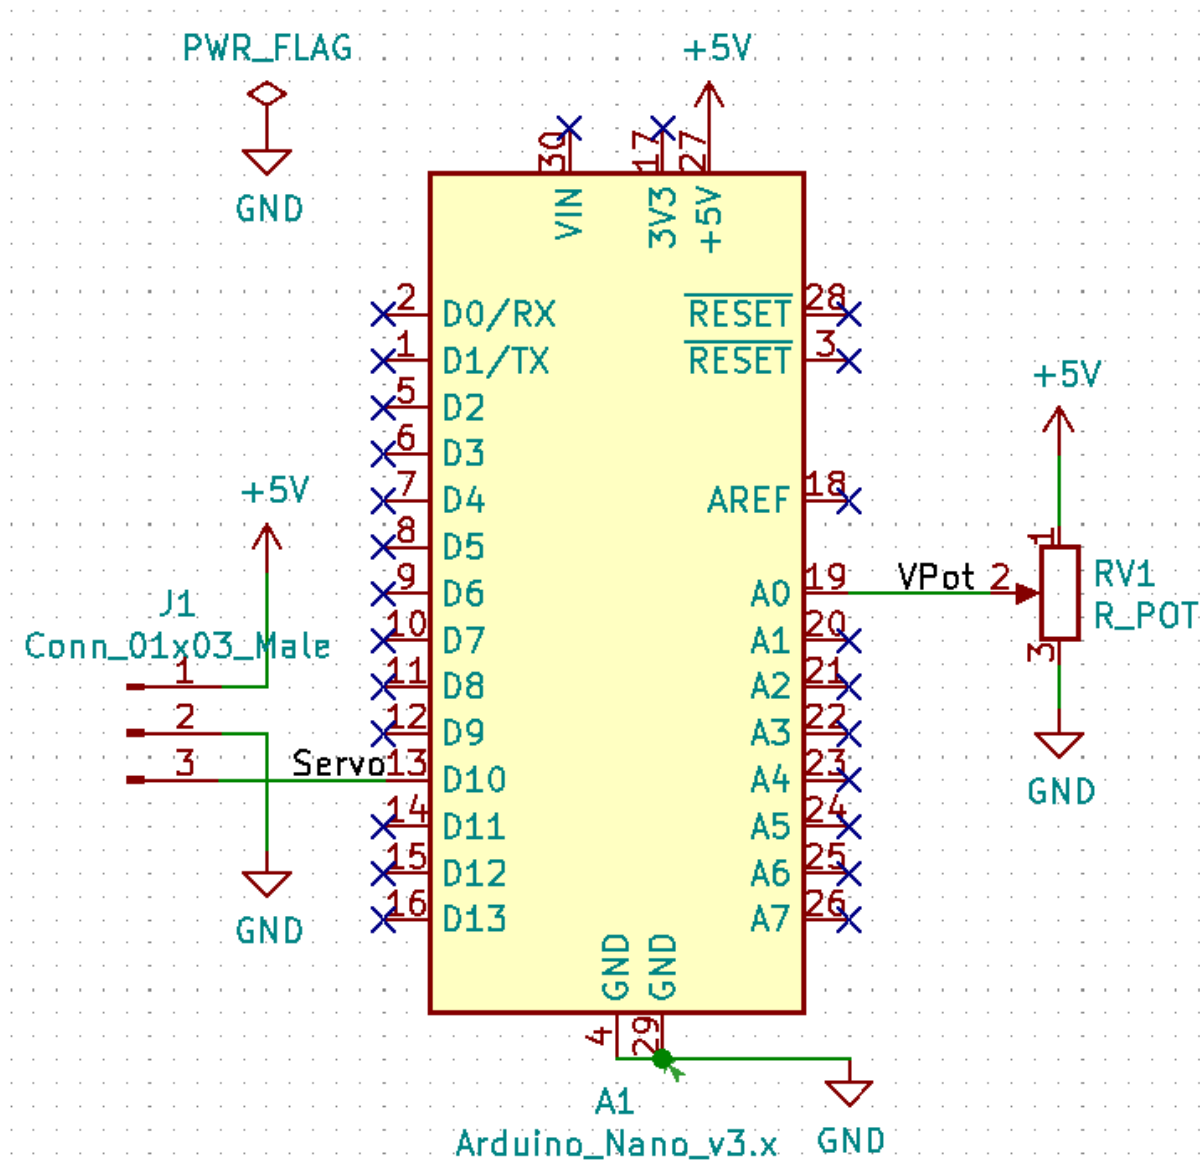 PWR_FLAG
+5V
GND
30
17
27
VIN
3V3
+5V
2 D0/RX
RESET 28
1 D1/TX
RESET 3
5 D2
6 D3
7 D4
AREF 18
8 D5
9 D6
A0 19
VPot
2
10 D7
A1 20
11 D8
A2 21
12 D9
A3 22
Servo
13 D10
A4 23
14 D11
A5 24
15 D12
A6 25
16 D13
A7 26
GND
GND
4
29
A1
Arduino_Nano_v3.x
GND
+5V
J1
Conn_01x03_Male
1
2
3
GND
+5V
1
RV1
R_POT
3
GND